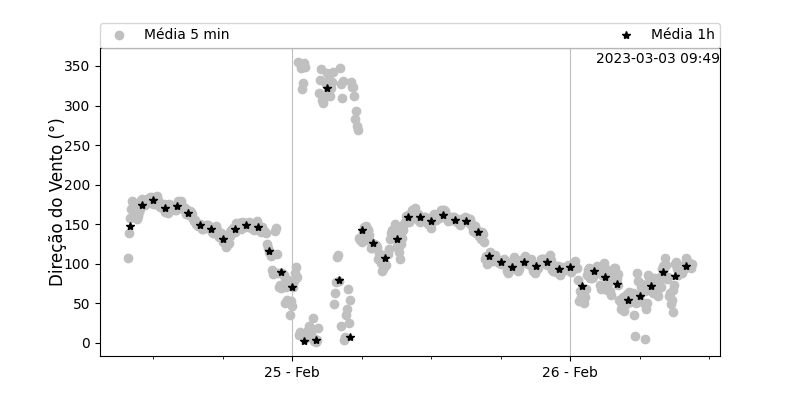 Média 5 min
Média 1h
2023-03-03 09:49
Direção do Vento (°)
350
300
250
200
150
100
50
0
25 - Feb
26 - Feb